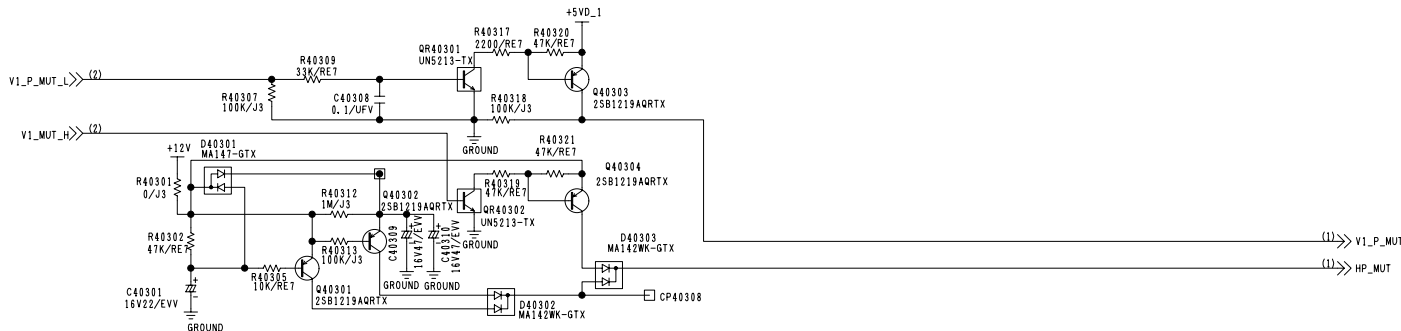 +5VD_1
R40317
2200/RE7
R40320
47K/RE7
QR40301
UN5213-TX
R40309
33K/RE7
V1_P_MUT_L
(2)
R40307
100K/J3
C40308
0.1/UFV
R40318
100K/J3
Q40303
2SB1219AQRTX
V1_MUT_H
(2)
GROUND
D40301
MA147-GTX
+12V
R40321
47K/RE7
Q40304
2SB1219AQRTX
R40301
0/J3
R40312
1M/J3
Q40302
2SB1219AQRTX
R40319
47K/RE7
QR40302
UN5213-TX
C40309
16V47/EVV
C40310
16V47/EVV
GROUND
R40302
47K/RE7
R40313
100K/J3
D40303
MA142WK-GTX
(1)
V1_P_MUT
(1)
HP_MUT
R40305
10K/RE7
GROUND
GROUND
C40301
16V22/EVV
Q40301
2SB1219AQRTX
D40302
MA142WK-GTX
CP40308
GROUND